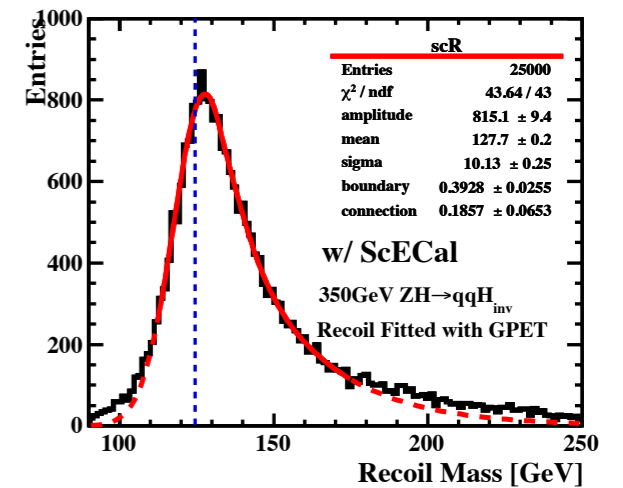 Entries
1000
800
600
400
200
0
scR
Entries 25000
χ² / ndf 43.64 / 43
amplitude 815.1 ± 9.4
mean 127.7 ± 0.2
sigma 10.13 ± 0.25
boundary 0.3928 ± 0.0255
connection 0.1857 ± 0.0653
w/ ScECal
350GeV ZH→qqH_inv
Recoil Fitted with GPET
100 150 200 250
Recoil Mass [GeV]